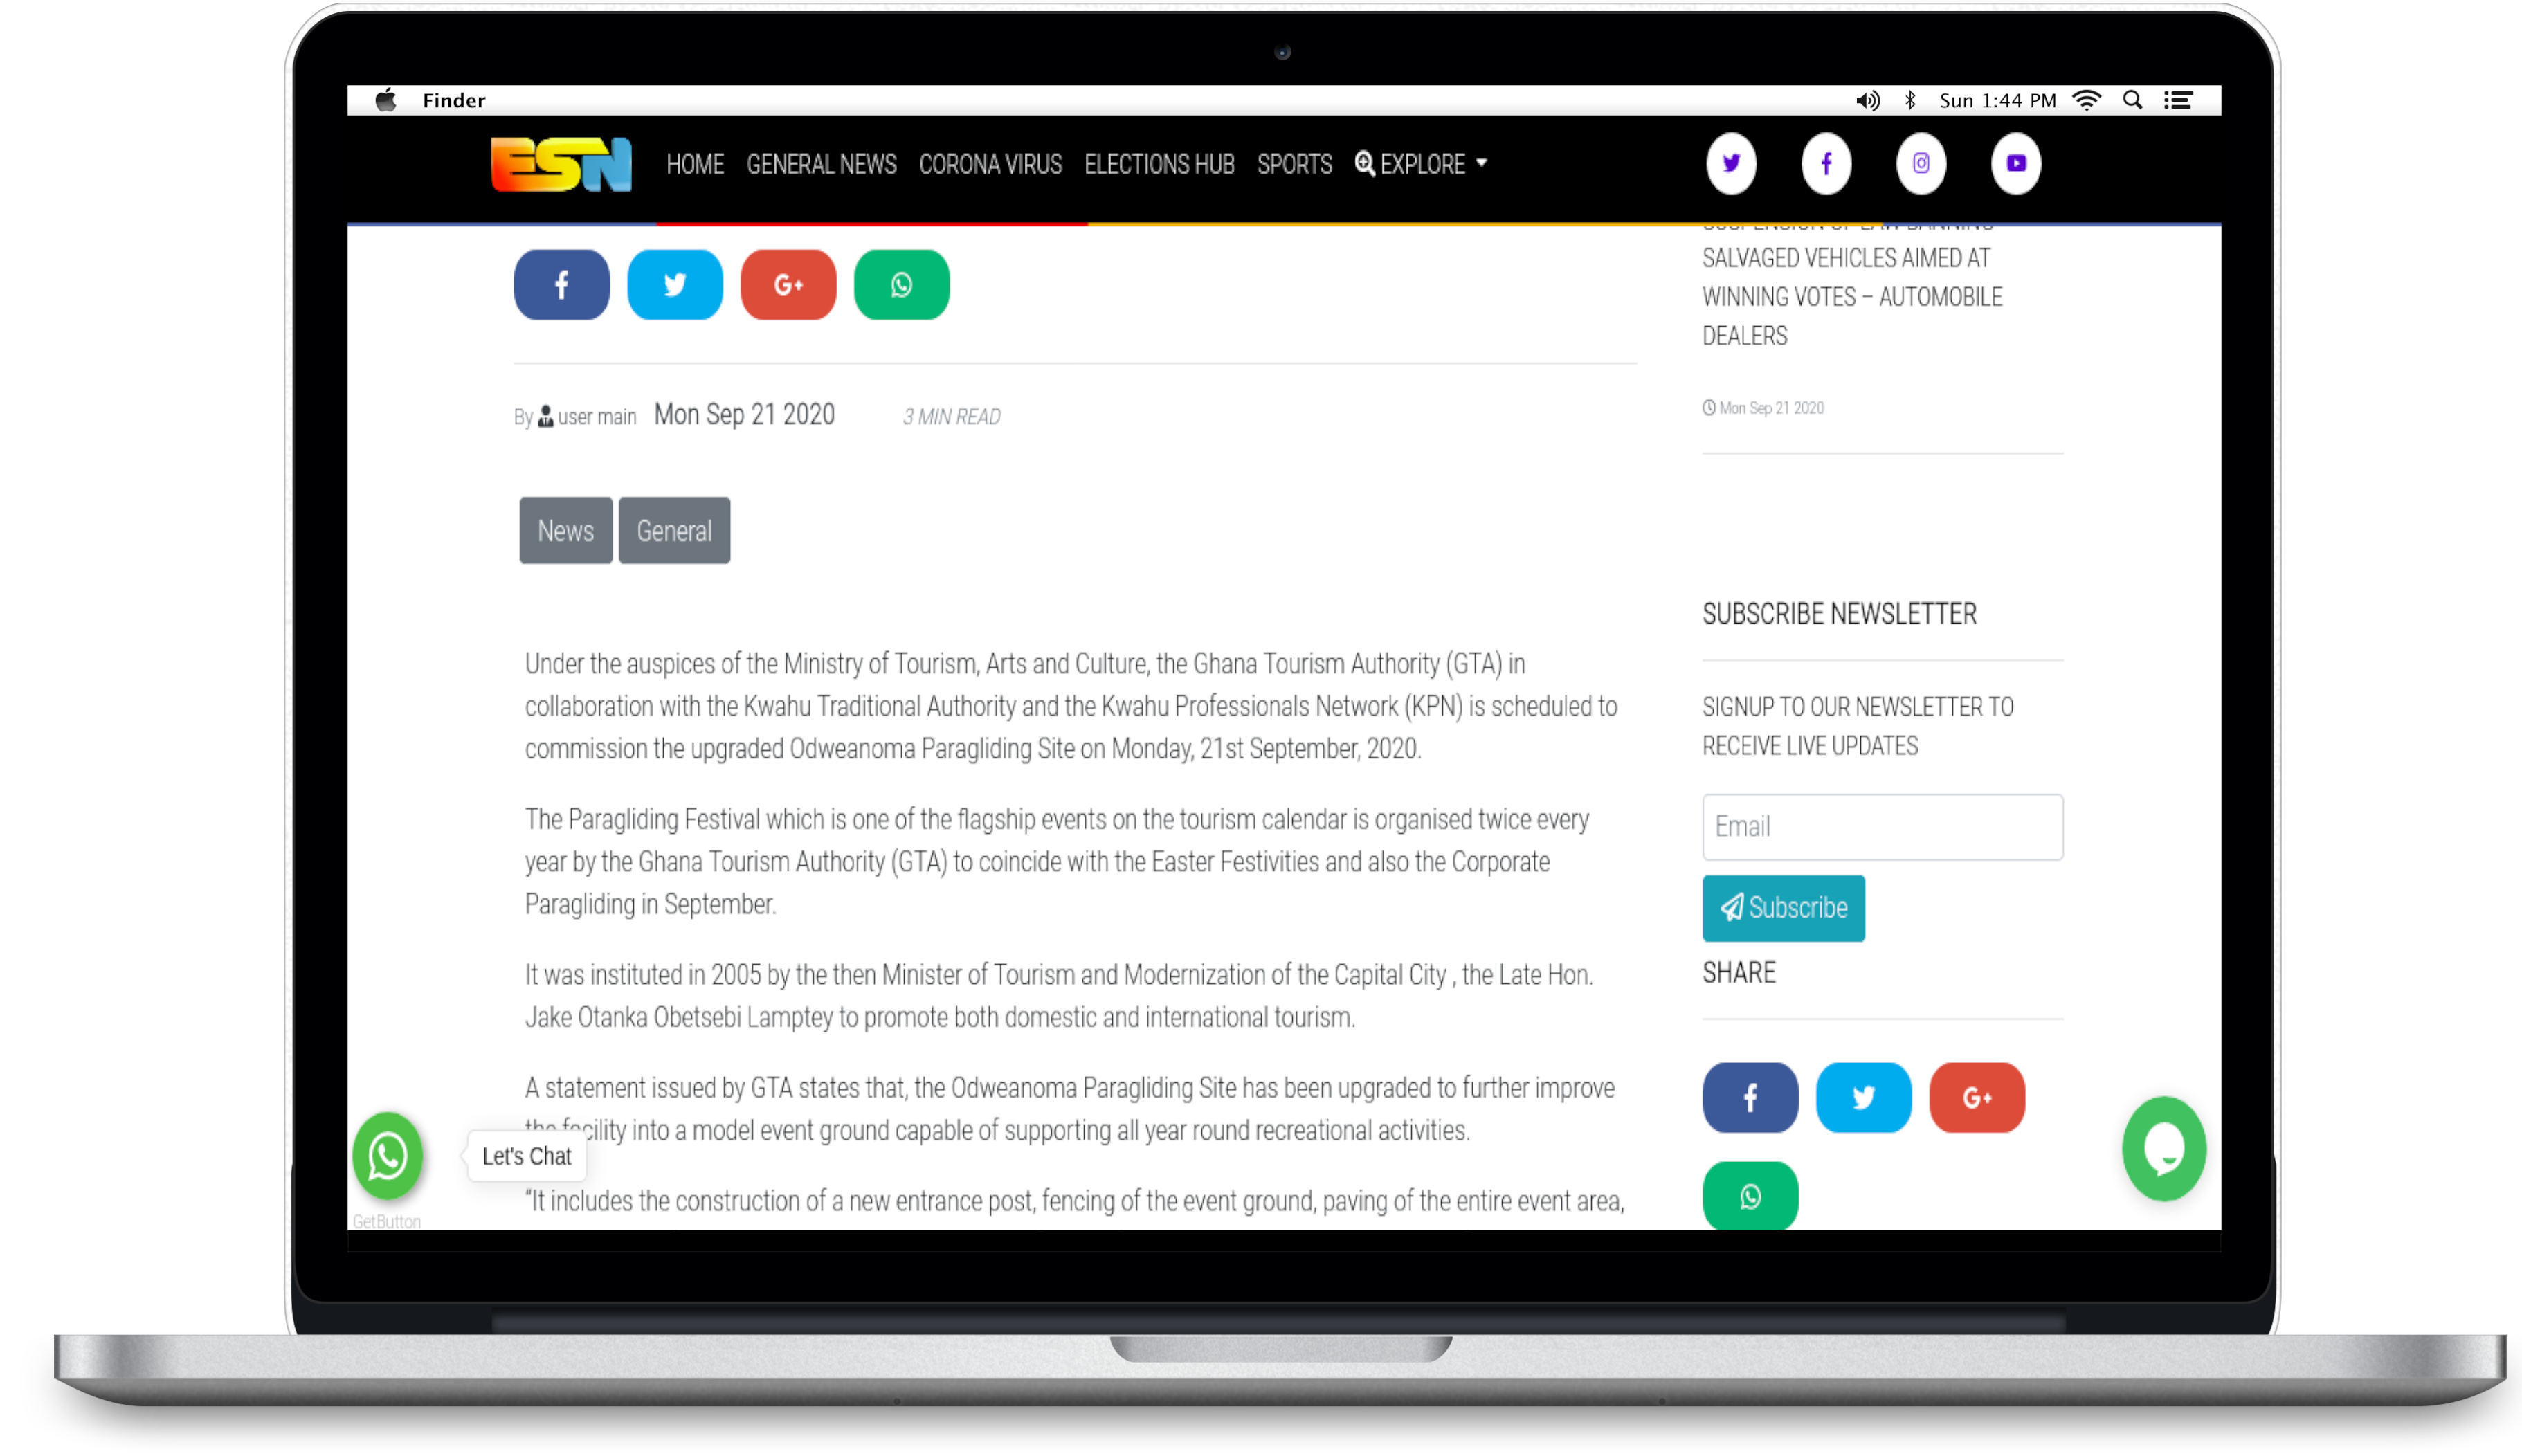 Finder
Sun 1:44 PM
ESN
HOME GENERAL NEWS CORONA VIRUS ELECTIONS HUB SPORTS EXPLORE
G+
By user main Mon Sep 21 2020 3 MIN READ
News General
Under the auspices of the Ministry of Tourism, Arts and Culture, the Ghana Tourism Authority (GTA) in
collaboration with the Kwahu Traditional Authority and the Kwahu Professionals Network (KPN) is scheduled to
commission the upgraded Odweanoma Paragliding Site on Monday, 21st September, 2020.
The Paragliding Festival which is one of the flagship events on the tourism calendar is organised twice every
year by the Ghana Tourism Authority (GTA) to coincide with the Easter Festivities and also the Corporate
Paragliding in September.
It was instituted in 2005 by the then Minister of Tourism and Modernization of the Capital City , the Late Hon.
Jake Otanka Obetsebi Lamptey to promote both domestic and international tourism.
A statement issued by GTA states that, the Odweanoma Paragliding Site has been upgraded to further improve
the facility into a model event ground capable of supporting all year round recreational activities.
“It includes the construction of a new entrance post, fencing of the event ground, paving of the entire event area,
Let's Chat
GetButton
SUSPENSION OF LAW BANNING
SALVAGED VEHICLES AIMED AT
WINNING VOTES – AUTOMOBILE
DEALERS
Mon Sep 21 2020
SUBSCRIBE NEWSLETTER
SIGNUP TO OUR NEWSLETTER TO
RECEIVE LIVE UPDATES
Email
Subscribe
SHARE
G+